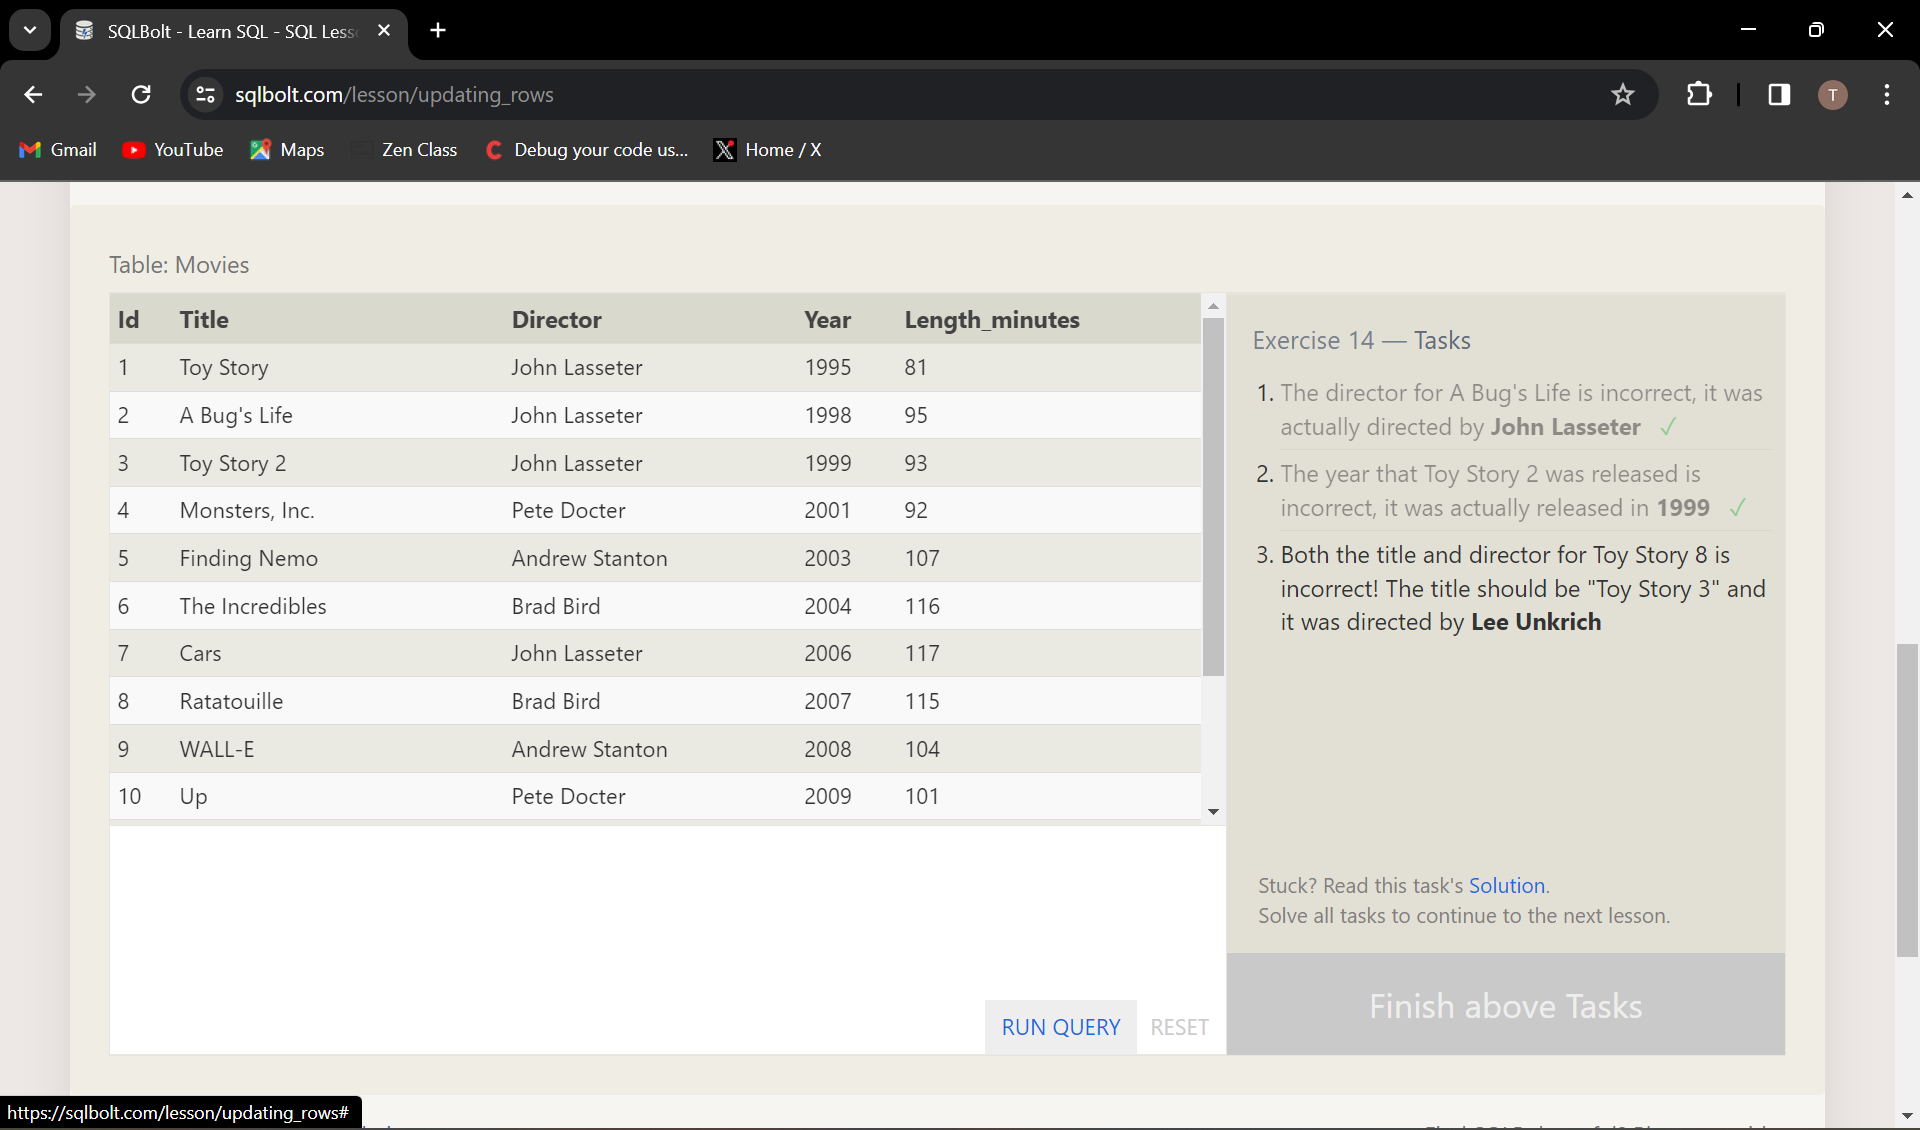 SQLBolt - Learn SQL - SQL Less
sqlbolt.com/lesson/updating_rows
T
Gmail
YouTube
Maps
Zen Class
Debug your code us...
Home / X
Table: Movies
Id Title Director Year Length_minutes
1 Toy Story John Lasseter 1995 81
2 A Bug's Life John Lasseter 1998 95
3 Toy Story 2 John Lasseter 1999 93
4 Monsters, Inc. Pete Docter 2001 92
5 Finding Nemo Andrew Stanton 2003 107
6 The Incredibles Brad Bird 2004 116
7 Cars John Lasseter 2006 117
8 Ratatouille Brad Bird 2007 115
9 WALL-E Andrew Stanton 2008 104
10 Up Pete Docter 2009 101
RUN QUERY RESET
Exercise 14 — Tasks
1. The director for A Bug's Life is incorrect, it was
actually directed by John Lasseter ✓
2. The year that Toy Story 2 was released is
incorrect, it was actually released in 1999 ✓
3. Both the title and director for Toy Story 8 is
incorrect! The title should be "Toy Story 3" and
it was directed by Lee Unkrich
Stuck? Read this task's Solution.
Solve all tasks to continue to the next lesson.
Finish above Tasks
https://sqlbolt.com/lesson/updating_rows#